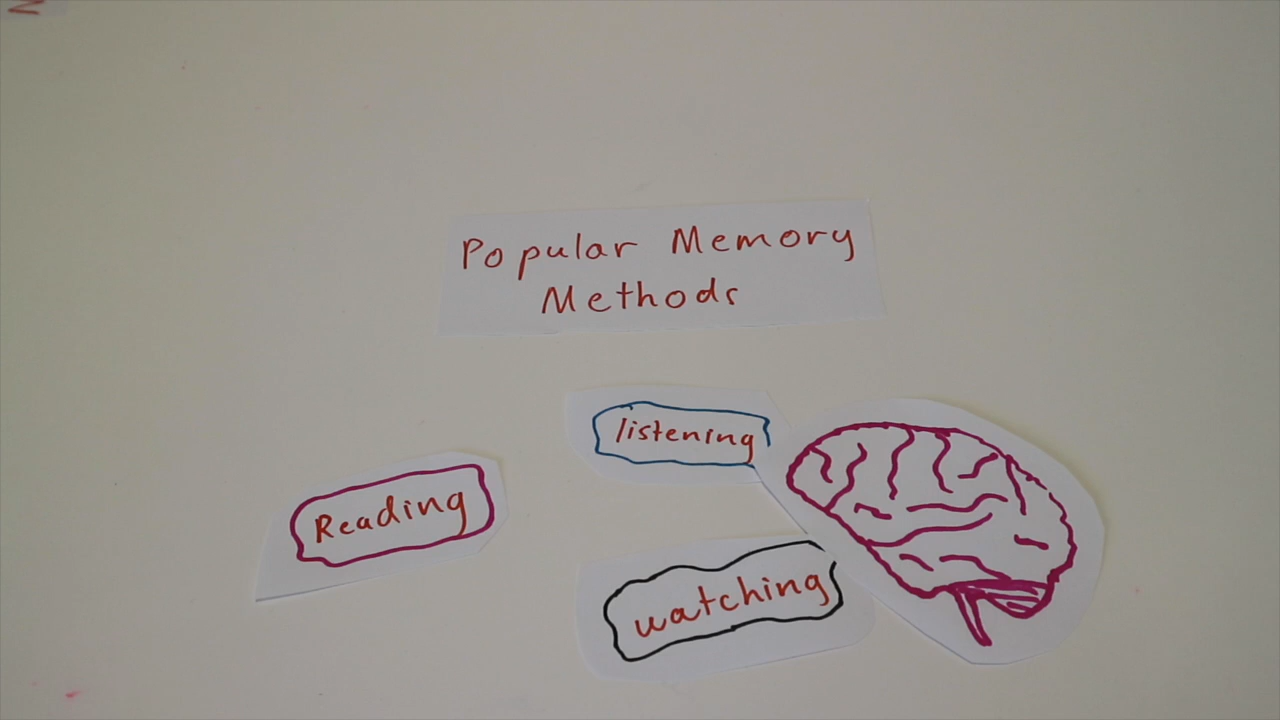 Popular Memory
Methods
listening
Reading
watching